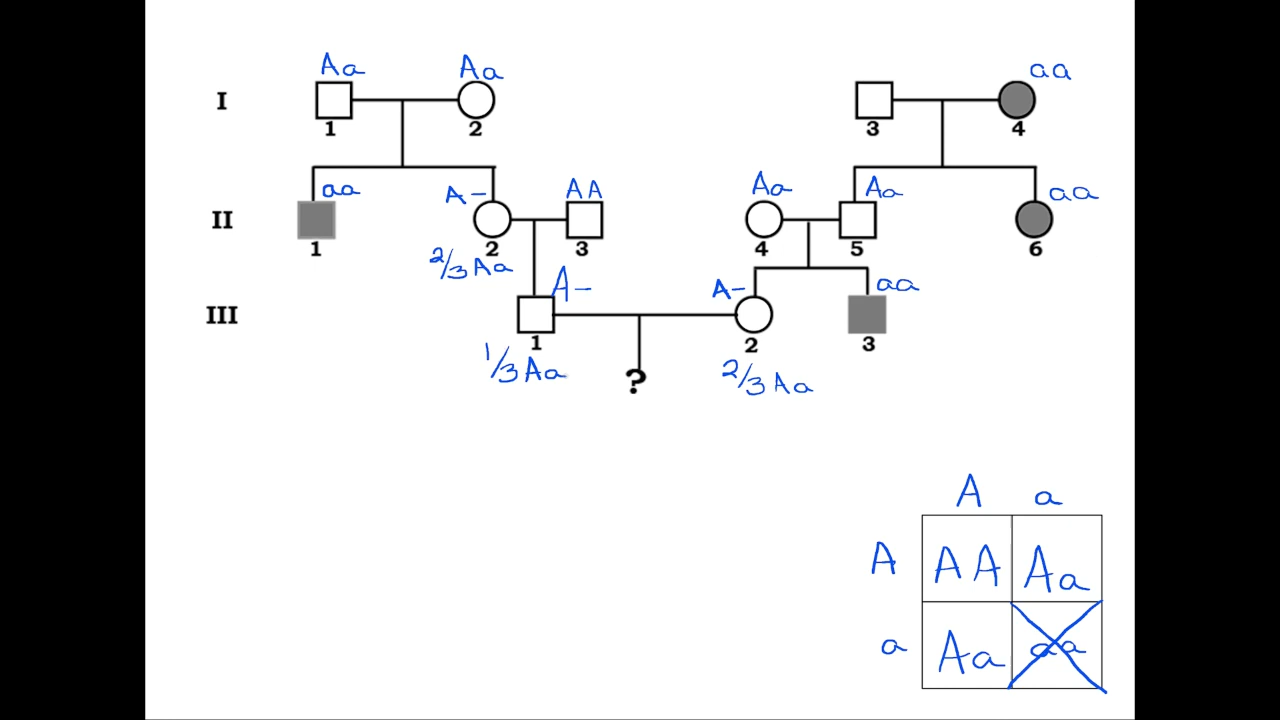 Aa Aa aa
I
1 2 3 4
aa A- AA Aa Aa aa
II
1 2 3 4 5 6
2/3 Aa
A- A- aa
III
1 2 3
1/3 Aa ? 2/3 Aa
A a
A AA Aa
a Aa aa